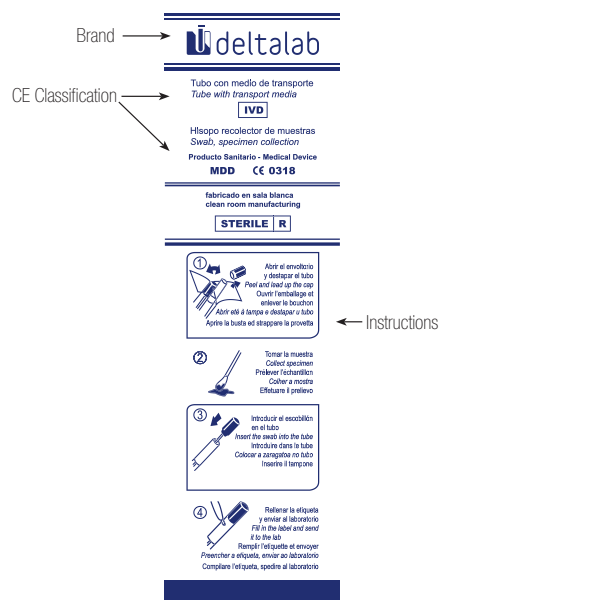 Brand
deltalab
CE Classification
Tubo con medio de transporte
Tube with transport media
IVD
Hisopo recolector de muestras
Swab, specimen collection
Producto Sanitario - Medical Device
MDD CE 0318
fabricado en sala blanca
clean room manufacturing
STERILE R
1
Abrir el envoltorio
y destapar el tubo
Peel and lead up the cap
Ouvrir l'emballage et
enlever le bouchon
Abrir eté à tampa e destapar u tubo
Aprire la busta ed strappare la provetta
Instructions
2
Tomar la muestra
Collect specimen
Prélever l'échantillon
Colher a mostra
Effetuare il prelievo
3
Introducir el escobillón
en el tubo
Insert the swab into the tube
Introduire dans le tube
Colocar a zaragatoa no tubo
Inserire il tampone
4
Rellenar la etiqueta
y enviar al laboratorio
Fill in the label and send
it to the lab
Remplir l'etiquette et envoyer
Preencher a etiqueta, enviar ao laboratorio
Compilare l'etiqueta, spedire al laboratorio